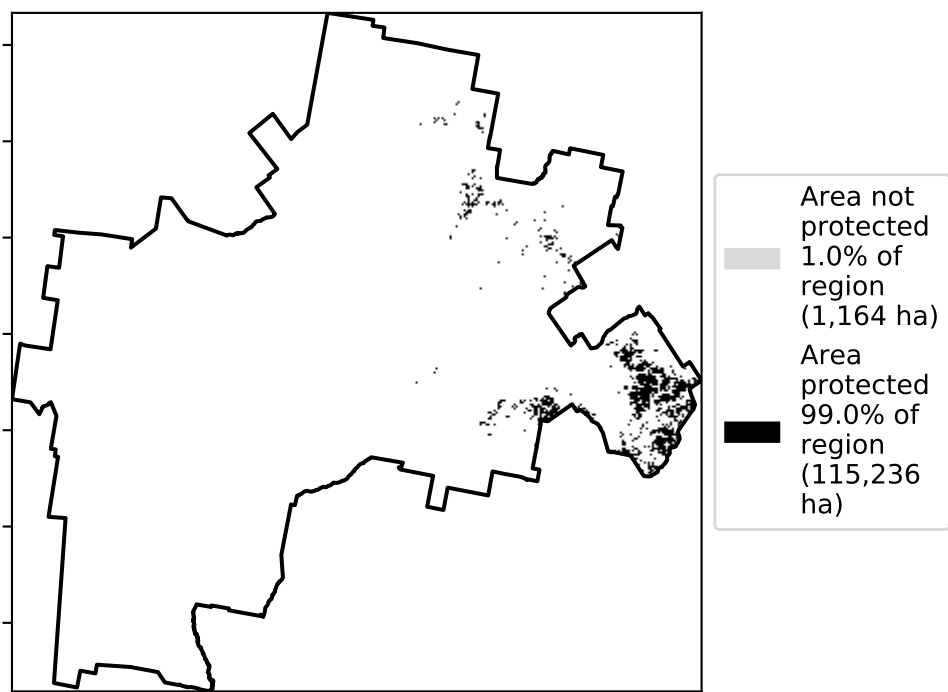 Area not
protected
1.0% of
region
(1,164 ha)
Area
protected
99.0% of
region
(115,236
ha)